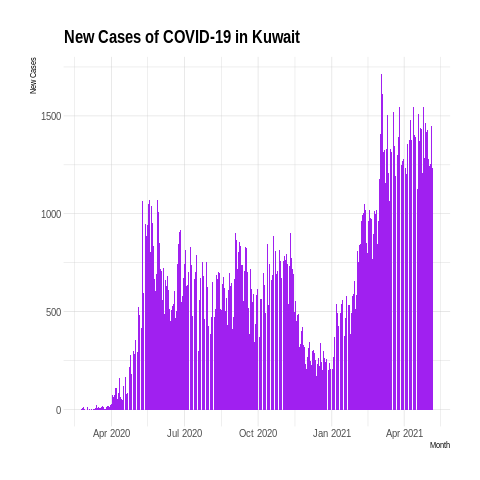 New Cases of COVID-19 in Kuwait
New Cases
1500
1000
500
0
Apr 2020
Jul 2020
Oct 2020
Jan 2021
Apr 2021
Month